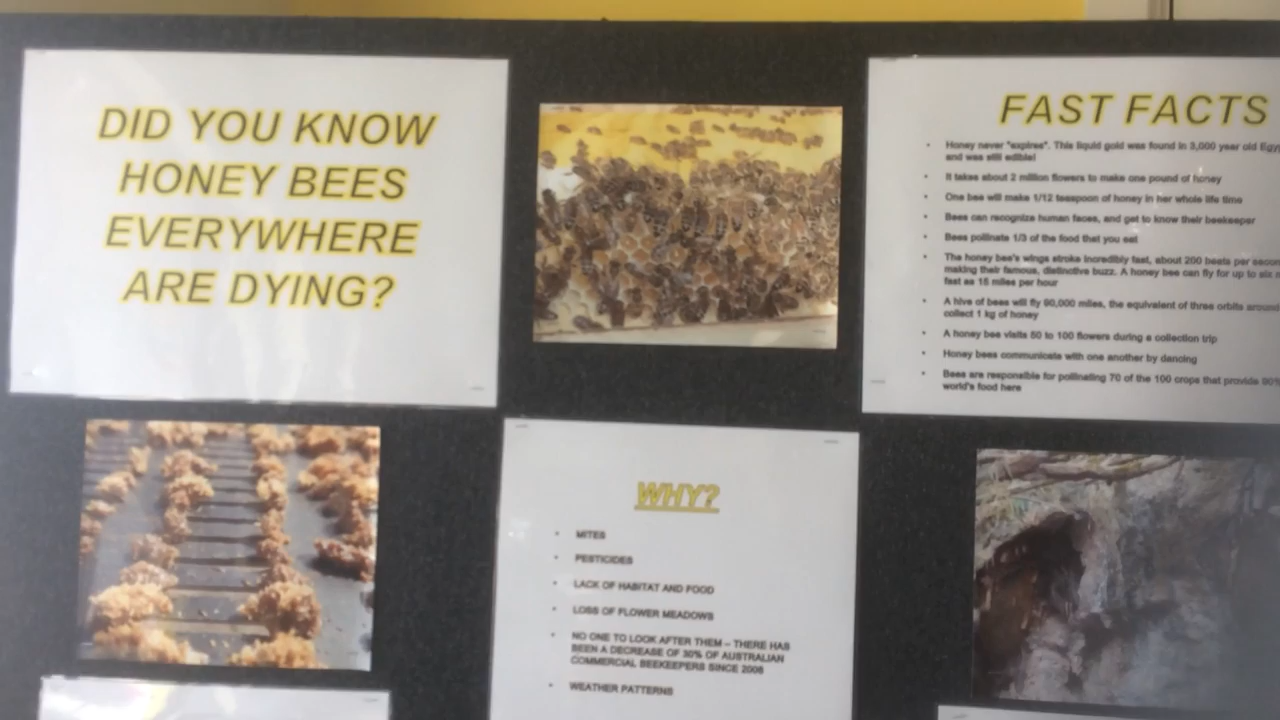 DID YOU KNOW
HONEY BEES
EVERYWHERE
ARE DYING?
FAST FACTS
Honey never "expires". This liquid gold was found in 3,000 year old
and was still edible!
It takes about 2 million flowers to make one pound of honey
One bee will make 1/12 teaspoon of honey in her whole life time
Bees can recognize human faces, and get to know their beekeeper
Bees pollinate 1/3 of the food that you eat
The honey bee's wings stroke incredibly fast, about 200 beats per
making their famous, distinctive buzz. A honey bee can fly for up to
fast as 15 miles per hour
A hive of bees will fly 90,000 miles, the equivalent of three orbits
collect 1 kg of honey
A honey bee visits 50 to 100 flowers during a collection trip
Honey bees communicate with one another by dancing
Bees are responsible for pollinating 70 of the 100 crops that provide 90%
world's food here
WHY?
MITES
PESTICIDES
LACK OF HABITAT AND FOOD
LOSS OF FLOWER MEADOWS
NO ONE TO LOOK AFTER THEM – THERE HAS
BEEN A DECREASE OF 30% OF AUSTRALIAN
COMMERCIAL BEEKEEPERS SINCE 2006
WEATHER PATTERNS